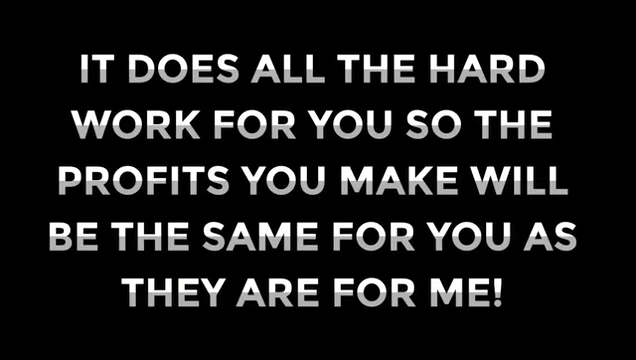 IT DOES ALL THE HARD
WORK FOR YOU SO THE
PROFITS YOU MAKE WILL
BE THE SAME FOR YOU AS
THEY ARE FOR ME!